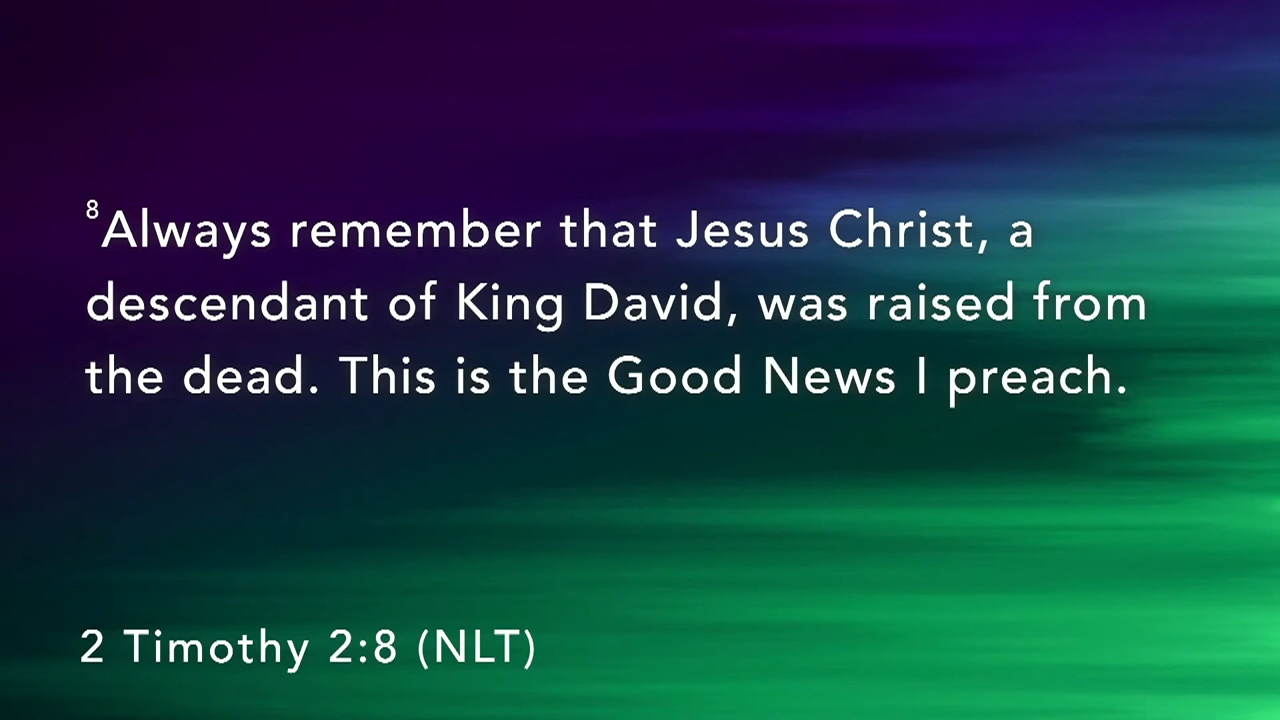 ⁸Always remember that Jesus Christ, a
descendant of King David, was raised from
the dead. This is the Good News I preach.
2 Timothy 2:8 (NLT)